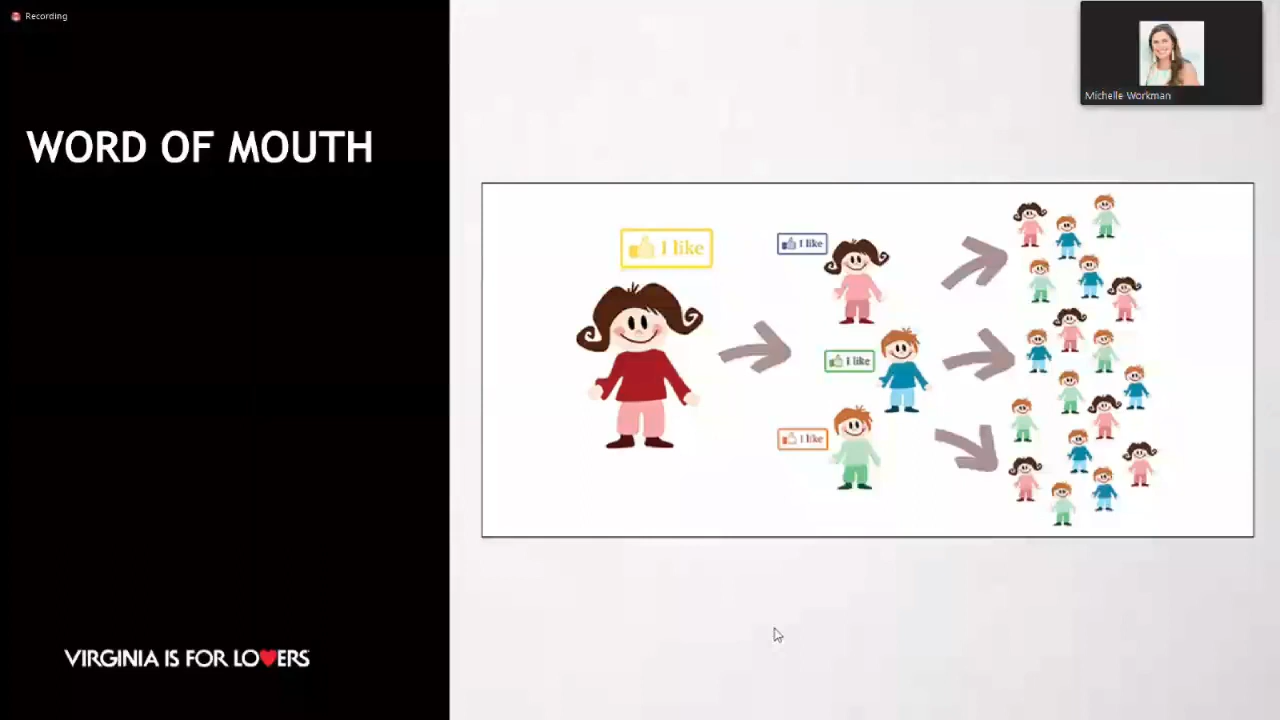 Recording
Michelle Workman
WORD OF MOUTH
I like
I like
I like
I like
VIRGINIA IS FOR LOVERS